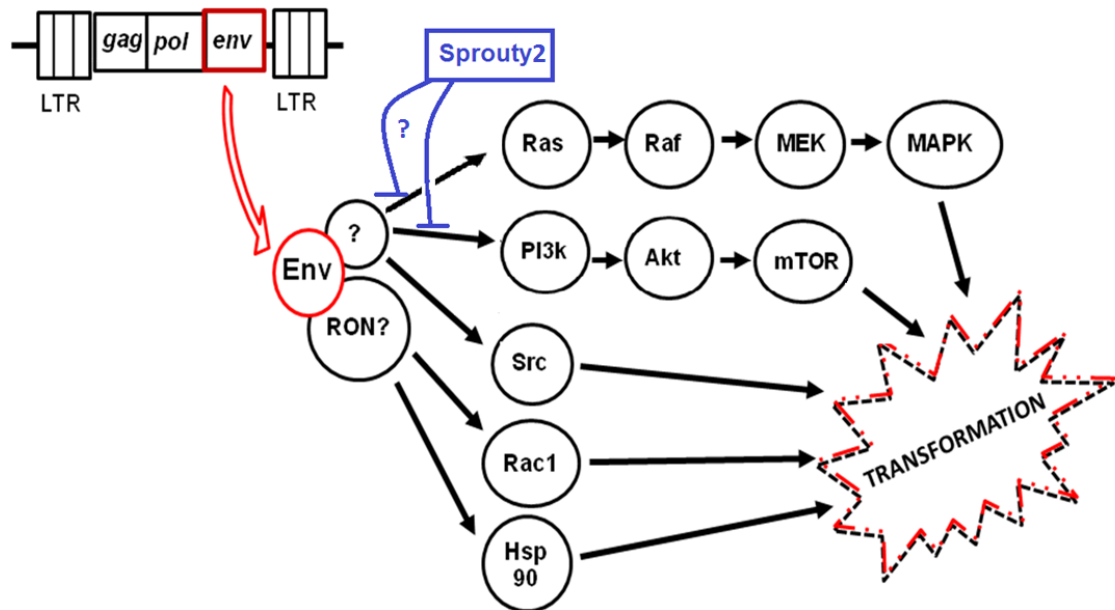 gag pol env
LTR LTR
Sprouty2
?
Ras Raf MEK MAPK
?
PI3k Akt mTOR
Env
RON?
Src
Rac1
Hsp
90
TRANSFORMATION